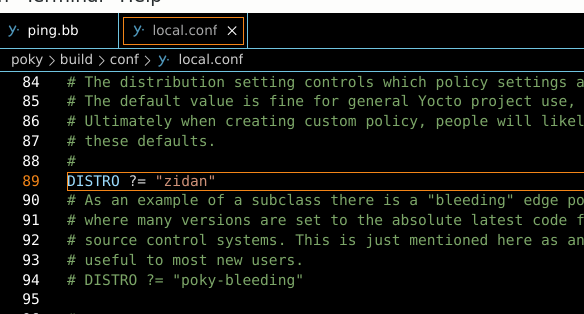 Terminal Help
ping.bb local.conf
poky > build > conf > local.conf
84 # The distribution setting controls which policy settings a
85 # The default value is fine for general Yocto project use,
86 # Ultimately when creating custom policy, people will likel
87 # these defaults.
88 #
89 DISTRO ?= "zidan"
90 # As an example of a subclass there is a "bleeding" edge po
91 # where many versions are set to the absolute latest code f
92 # source control systems. This is just mentioned here as an
93 # useful to most new users.
94 # DISTRO ?= "poky-bleeding"
95